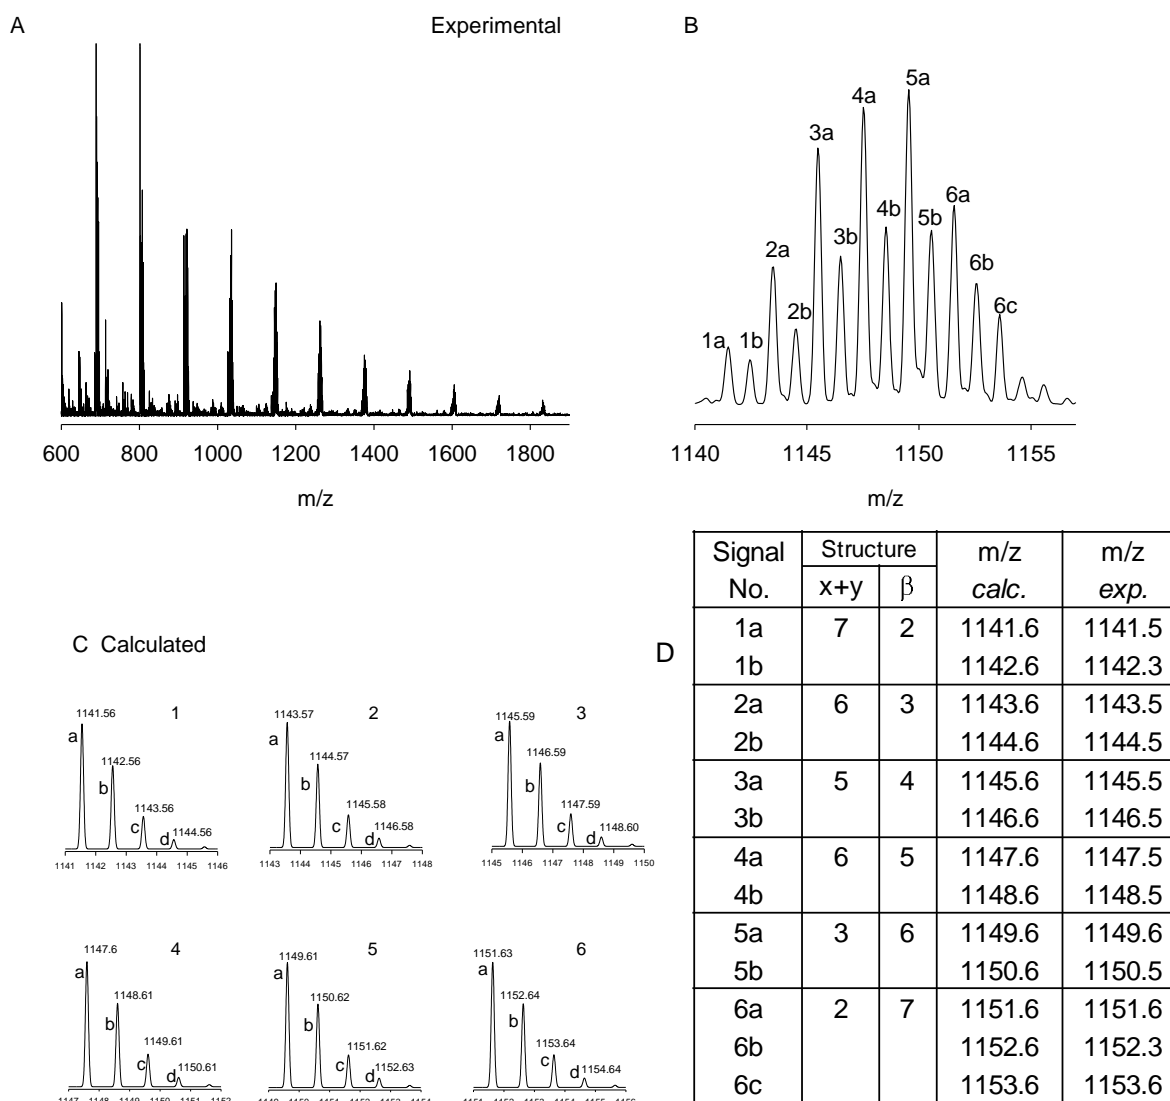 A
Experimental
B
600 800 1000 1200 1400 1600 1800
m/z
1a 1b 2a 2b 3a 3b 4a 4b 5a 5b 6a 6b 6c
1140 1145 1150 1155
m/z
C Calculated
1
1141.56
a
1142.56
b
1143.56
c
1144.56
d
1141 1142 1143 1144 1145 1146
2
1143.57
a
1144.57
b
1145.58
c
1146.58
d
1143 1144 1145 1146 1147 1148
3
1145.59
a
1146.59
b
1147.59
c
1148.60
d
1145 1146 1147 1148 1149 1150
4
1147.6
a
1148.61
b
1149.61
c
1150.61
d
5
1149.61
a
1150.62
b
1151.62
c
1152.63
d
6
1151.63
a
1152.64
b
1153.64
c
1154.64
d
D
Signal Structure m/z m/z
No. x+y β calc. exp.
1a 7 2 1141.6 1141.5
1b 1142.6 1142.3
2a 6 3 1143.6 1143.5
2b 1144.6 1144.5
3a 5 4 1145.6 1145.5
3b 1146.6 1146.5
4a 6 5 1147.6 1147.5
4b 1148.6 1148.5
5a 3 6 1149.6 1149.6
5b 1150.6 1150.5
6a 2 7 1151.6 1151.6
6b 1152.6 1152.3
6c 1153.6 1153.6